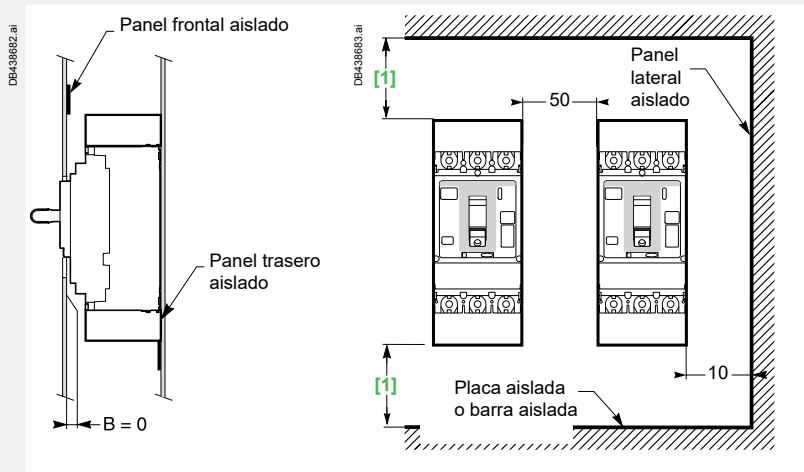 DB438682.ai
Panel frontal aislado
Panel trasero
aislado
B = 0
DB438683.ai
[1]
50
Panel
lateral
aislado
[1]
10
Placa aislada
o barra aislada